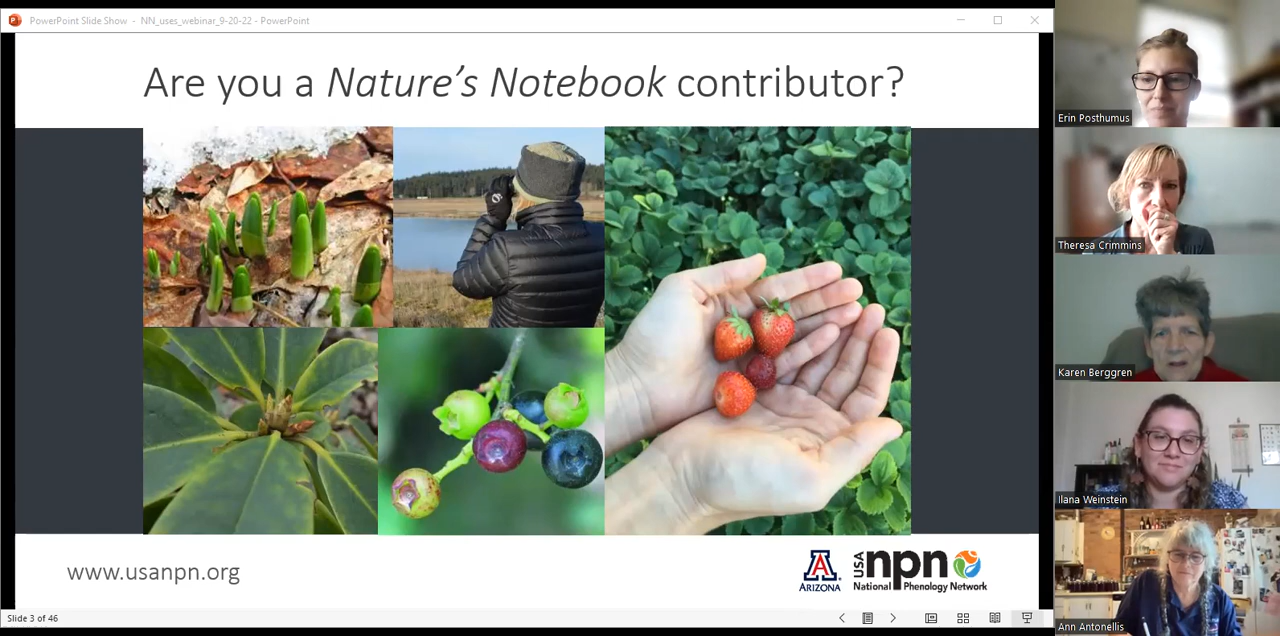 PowerPoint Slide Show - NN_uses_webinar_9-20-22 - PowerPoint
Are you a Nature's Notebook contributor?
www.usanpn.org
A
ARIZONA
USA npn
National Phenology Network
Slide 3 of 46
Erin Posthumus
Theresa Crimmins
Karen Berggren
Ilana Weinstein
Ann Antonellis